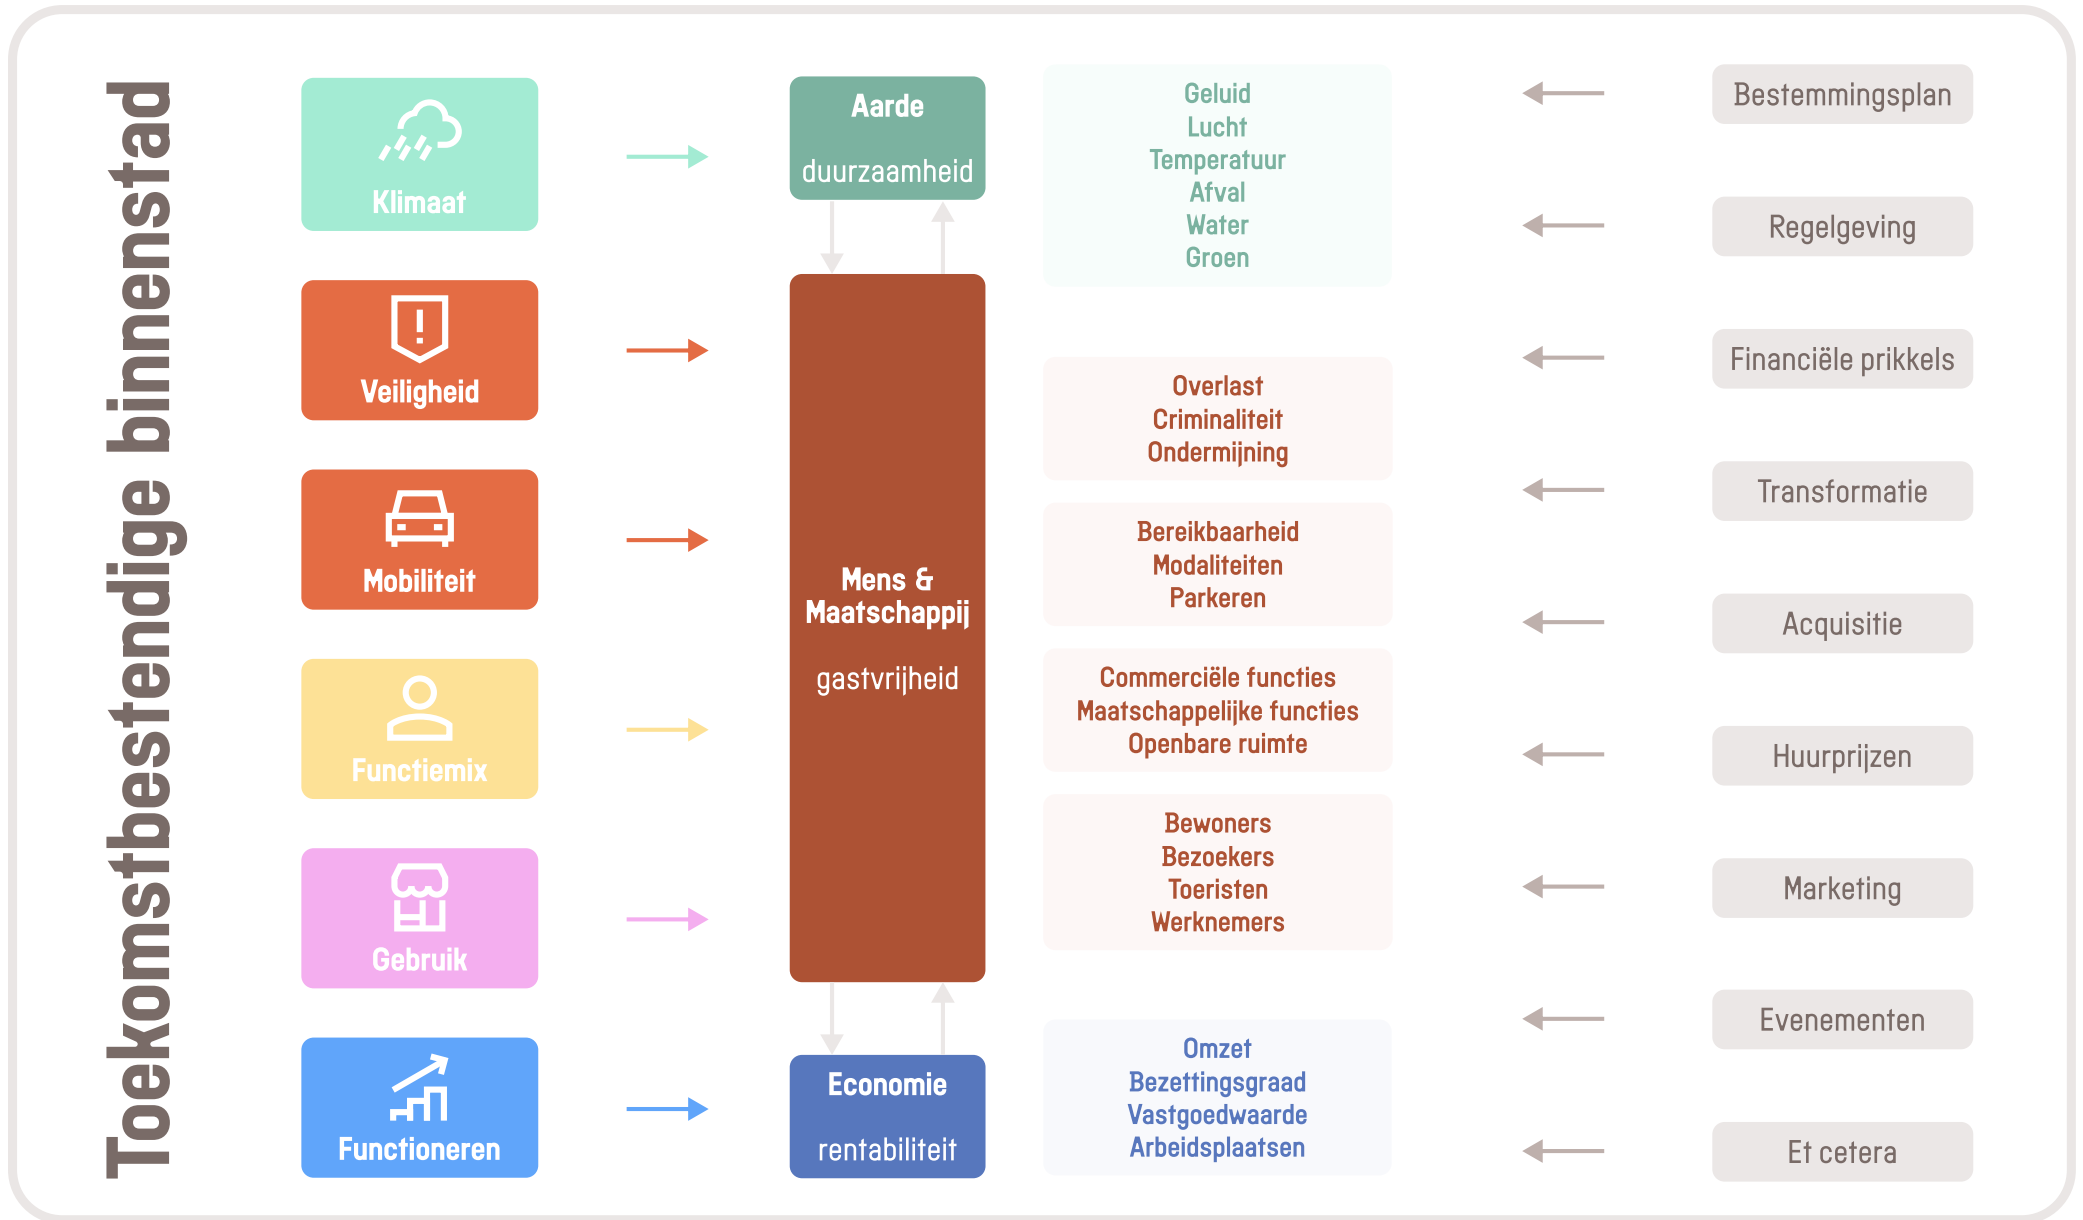 Toekomstbestendige binnenstad
Klimaat
Veiligheid
Mobiliteit
Functiemix
Gebruik
Functioneren
Aarde
duurzaamheid
Mens &
Maatschappij
gastvrijheid
Economie
rentabiliteit
Geluid
Lucht
Temperatuur
Afval
Water
Groen
Overlast
Criminaliteit
Ondermijning
Bereikbaarheid
Modaliteiten
Parkeren
Commerciële functies
Maatschappelijke functies
Openbare ruimte
Bewoners
Bezoekers
Toeristen
Werknemers
Omzet
Bezettingsgraad
Vastgoedwaarde
Arbeidsplaatsen
Bestemmingsplan
Regelgeving
Financiële prikkels
Transformatie
Acquisitie
Huurprijzen
Marketing
Evenementen
Et cetera